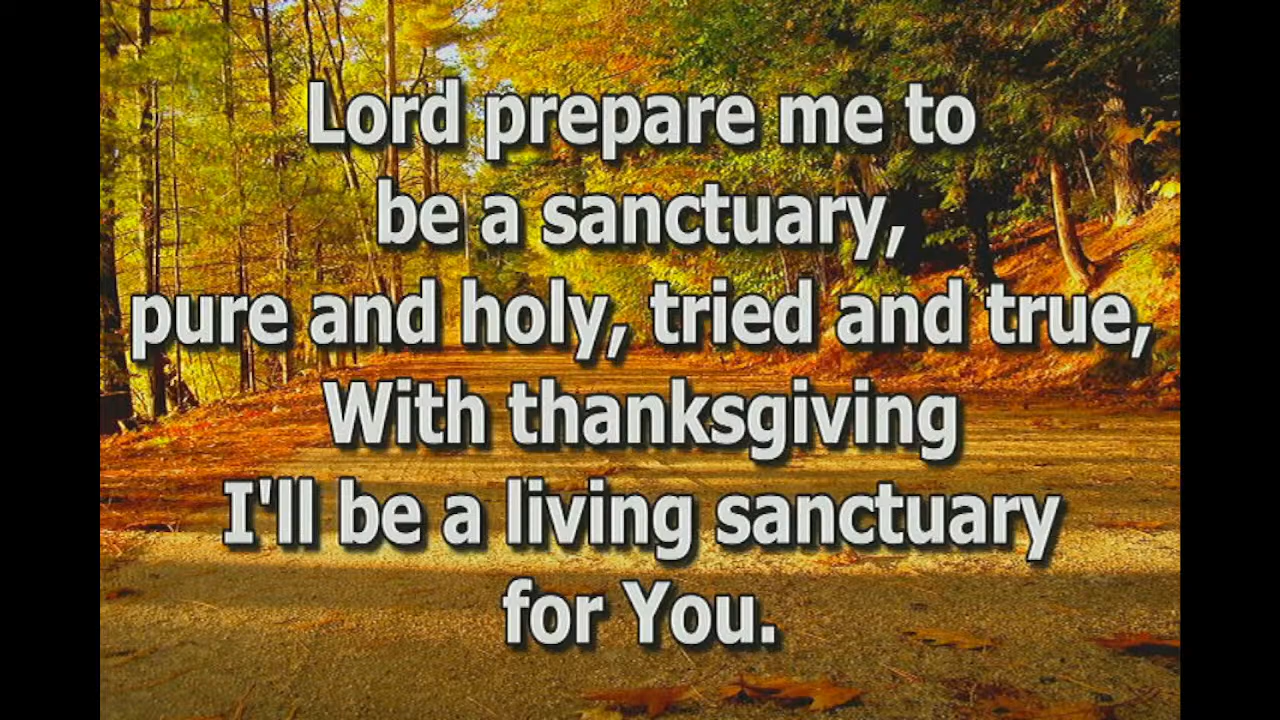 Lord prepare me to
be a sanctuary,
pure and holy, tried and true,
With thanksgiving
I'll be a living sanctuary
for You.